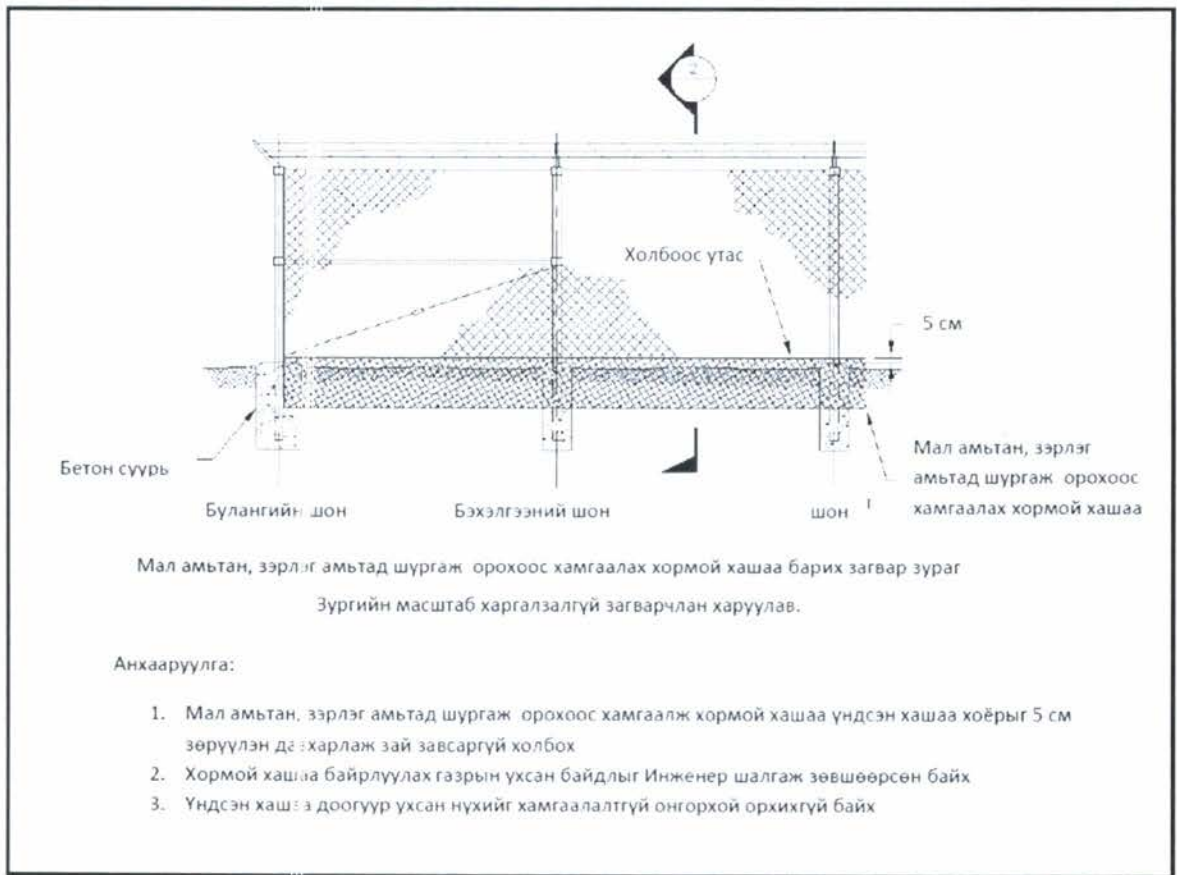 2
Холбоос утас
5 см
Бетон суурь
Мал амьтан, зэрлэг
амьтад шургаж орохоос
хамгаалах хормой хашаа
Булангийн шон
Бэхэлгээний шон
шон
Мал амьтан, зэрлэг амьтад шургаж орохоос хамгаалах хормой хашаа барих загвар зураг
Зургийн масштаб харгалзалгүй загварчлан харуулав.
Анхааруулга:
1. Мал амьтан, зэрлэг амьтад шургаж орохоос хамгаалж хормой хашаа үндсэн хашаа хоёрыг 5 см
зөрүүлэн давхарлаж зай завсаргүй холбох
2. Хормой хашаа байрлуулах газрын ухсан байдлыг Инженер шалгаж зөвшөөрсөн байх
3. Үндсэн хашаа доогуур ухсан нүхийг хамгаалалтгүй онгорхой орхихгүй байх